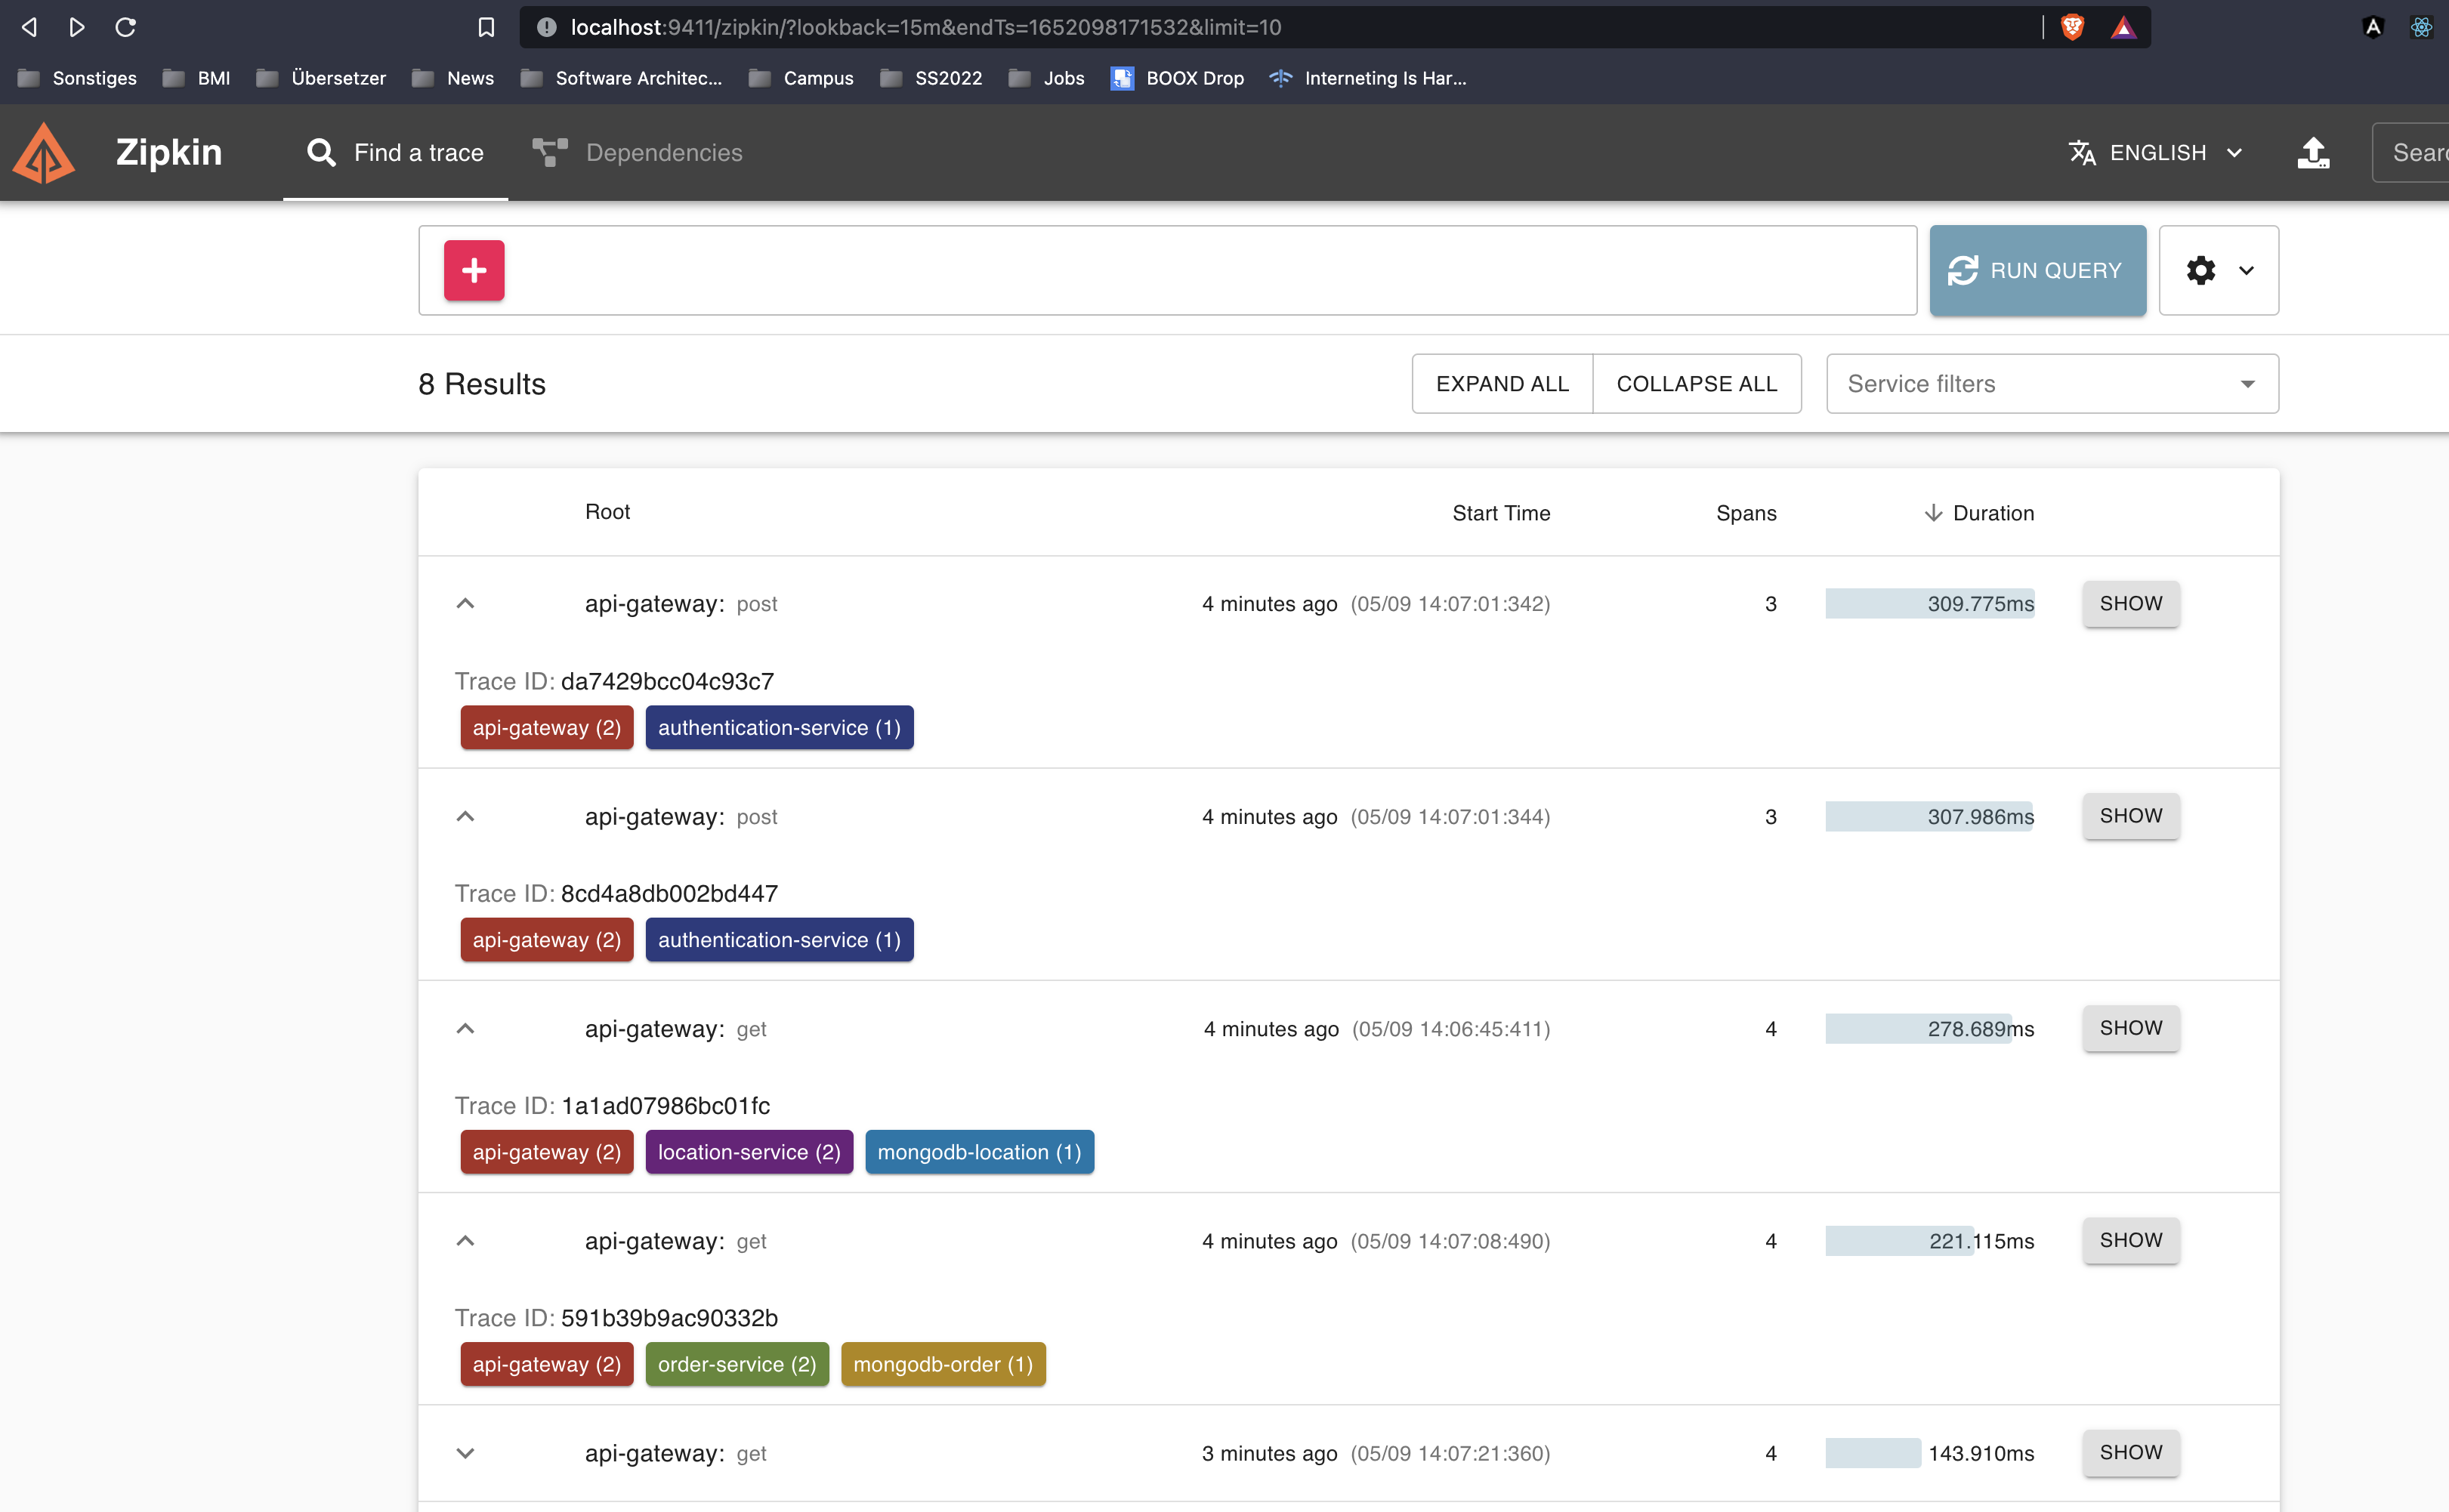 localhost:9411/zipkin/?lookback=15m&endTs=1652098171532&limit=10
Sonstiges BMI Übersetzer News Software Architec... Campus SS2022 Jobs BOOX Drop Interneting Is Har...
Zipkin Find a trace Dependencies ENGLISH
RUN QUERY
8 Results EXPAND ALL COLLAPSE ALL Service filters
Root Start Time Spans Duration
api-gateway: post 4 minutes ago (05/09 14:07:01:342) 3 309.775ms SHOW
Trace ID: da7429bcc04c93c7
api-gateway (2) authentication-service (1)
api-gateway: post 4 minutes ago (05/09 14:07:01:344) 3 307.986ms SHOW
Trace ID: 8cd4a8db002bd447
api-gateway (2) authentication-service (1)
api-gateway: get 4 minutes ago (05/09 14:06:45:411) 4 278.689ms SHOW
Trace ID: 1a1ad07986bc01fc
api-gateway (2) location-service (2) mongodb-location (1)
api-gateway: get 4 minutes ago (05/09 14:07:08:490) 4 221.115ms SHOW
Trace ID: 591b39b9ac90332b
api-gateway (2) order-service (2) mongodb-order (1)
api-gateway: get 3 minutes ago (05/09 14:07:21:360) 4 143.910ms SHOW